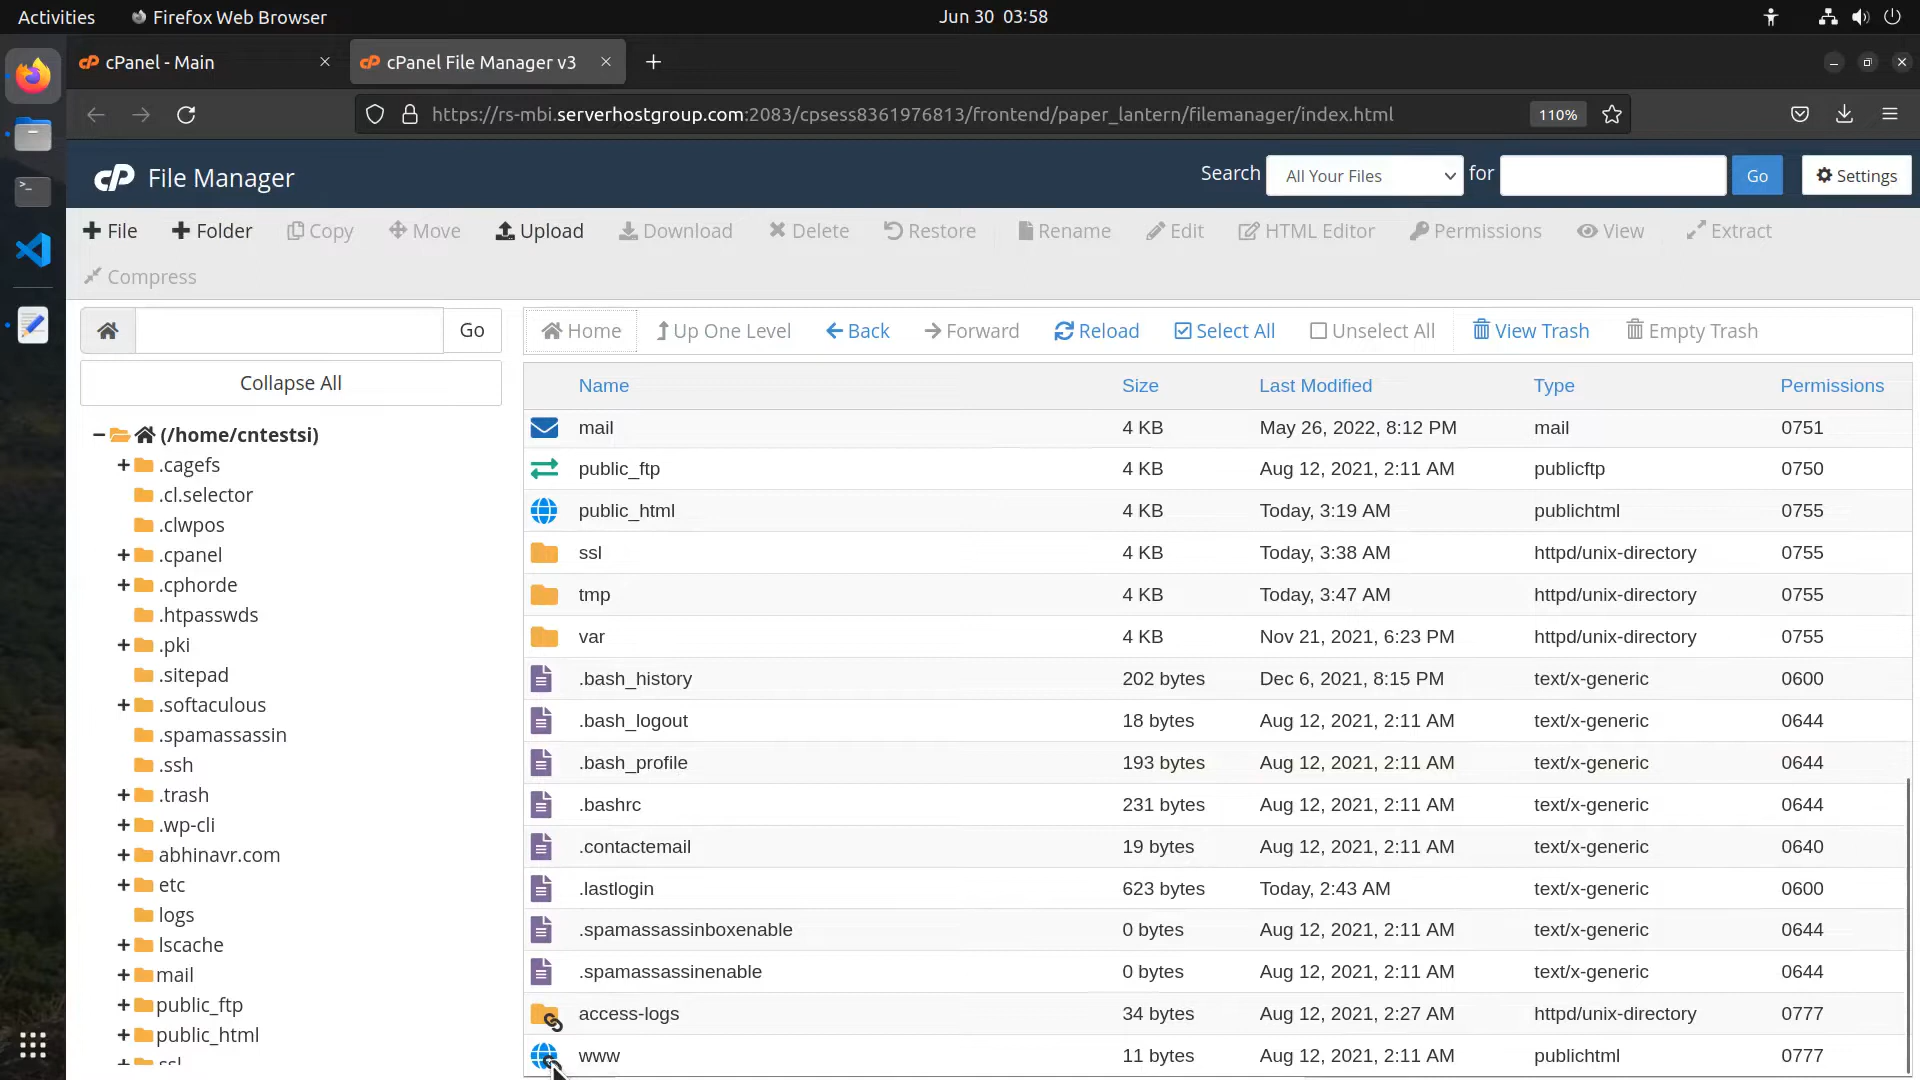 Activities Firefox Web Browser Jun 30 03:58
cPanel - Main × cPanel File Manager v3 × +
https://rs-mbi.serverhostgroup.com:2083/cpsess8361976813/frontend/paper_lantern/filemanager/index.html 110%
cP File Manager Search All Your Files for Go Settings
File Folder Copy Move Upload Download Delete Restore Rename Edit HTML Editor Permissions View Extract
Compress
Go Home Up One Level Back Forward Reload Select All Unselect All View Trash Empty Trash
Collapse All
(/home/cntestsi)
.cagefs
.cl.selector
.clwpos
.cpanel
.cphorde
.htpasswds
.pki
.sitepad
.softaculous
.spamassassin
.ssh
.trash
.wp-cli
abhinavr.com
etc
logs
lscache
mail
public_ftp
public_html
ssl
Name Size Last Modified Type Permissions
mail 4 KB May 26, 2022, 8:12 PM mail 0751
public_ftp 4 KB Aug 12, 2021, 2:11 AM publicftp 0750
public_html 4 KB Today, 3:19 AM publichtml 0755
ssl 4 KB Today, 3:38 AM httpd/unix-directory 0755
tmp 4 KB Today, 3:47 AM httpd/unix-directory 0755
var 4 KB Nov 21, 2021, 6:23 PM httpd/unix-directory 0755
.bash_history 202 bytes Dec 6, 2021, 8:15 PM text/x-generic 0600
.bash_logout 18 bytes Aug 12, 2021, 2:11 AM text/x-generic 0644
.bash_profile 193 bytes Aug 12, 2021, 2:11 AM text/x-generic 0644
.bashrc 231 bytes Aug 12, 2021, 2:11 AM text/x-generic 0644
.contactemail 19 bytes Aug 12, 2021, 2:11 AM text/x-generic 0640
.lastlogin 623 bytes Today, 2:43 AM text/x-generic 0600
.spamassassinboxenable 0 bytes Aug 12, 2021, 2:11 AM text/x-generic 0644
.spamassassinenable 0 bytes Aug 12, 2021, 2:11 AM text/x-generic 0644
access-logs 34 bytes Aug 12, 2021, 2:27 AM httpd/unix-directory 0777
www 11 bytes Aug 12, 2021, 2:11 AM publichtml 0777